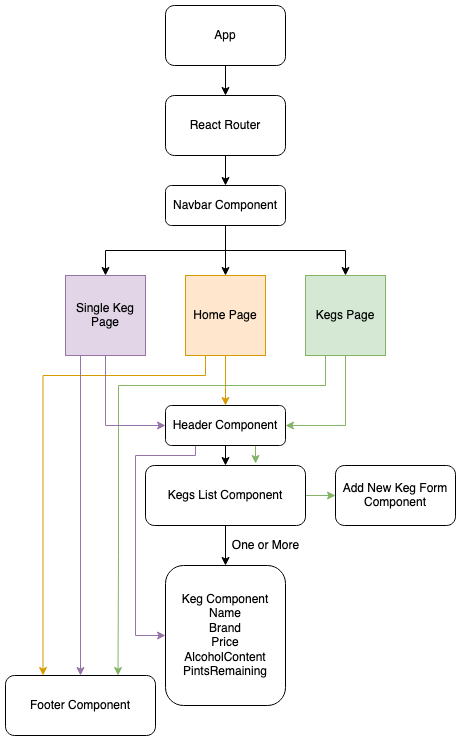 App
React Router
Navbar Component
Single Keg
Page
Home Page
Kegs Page
Header Component
Kegs List Component
Add New Keg Form
Component
One or More
Keg Component
Name
Brand
Price
AlcoholContent
PintsRemaining
Footer Component